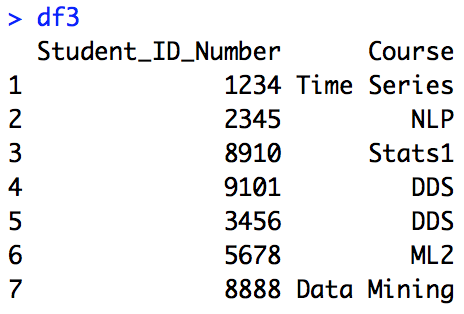 > df3
Student_ID_Number Course
1 1234 Time Series
2 2345 NLP
3 8910 Stats1
4 9101 DDS
5 3456 DDS
6 5678 ML2
7 8888 Data Mining